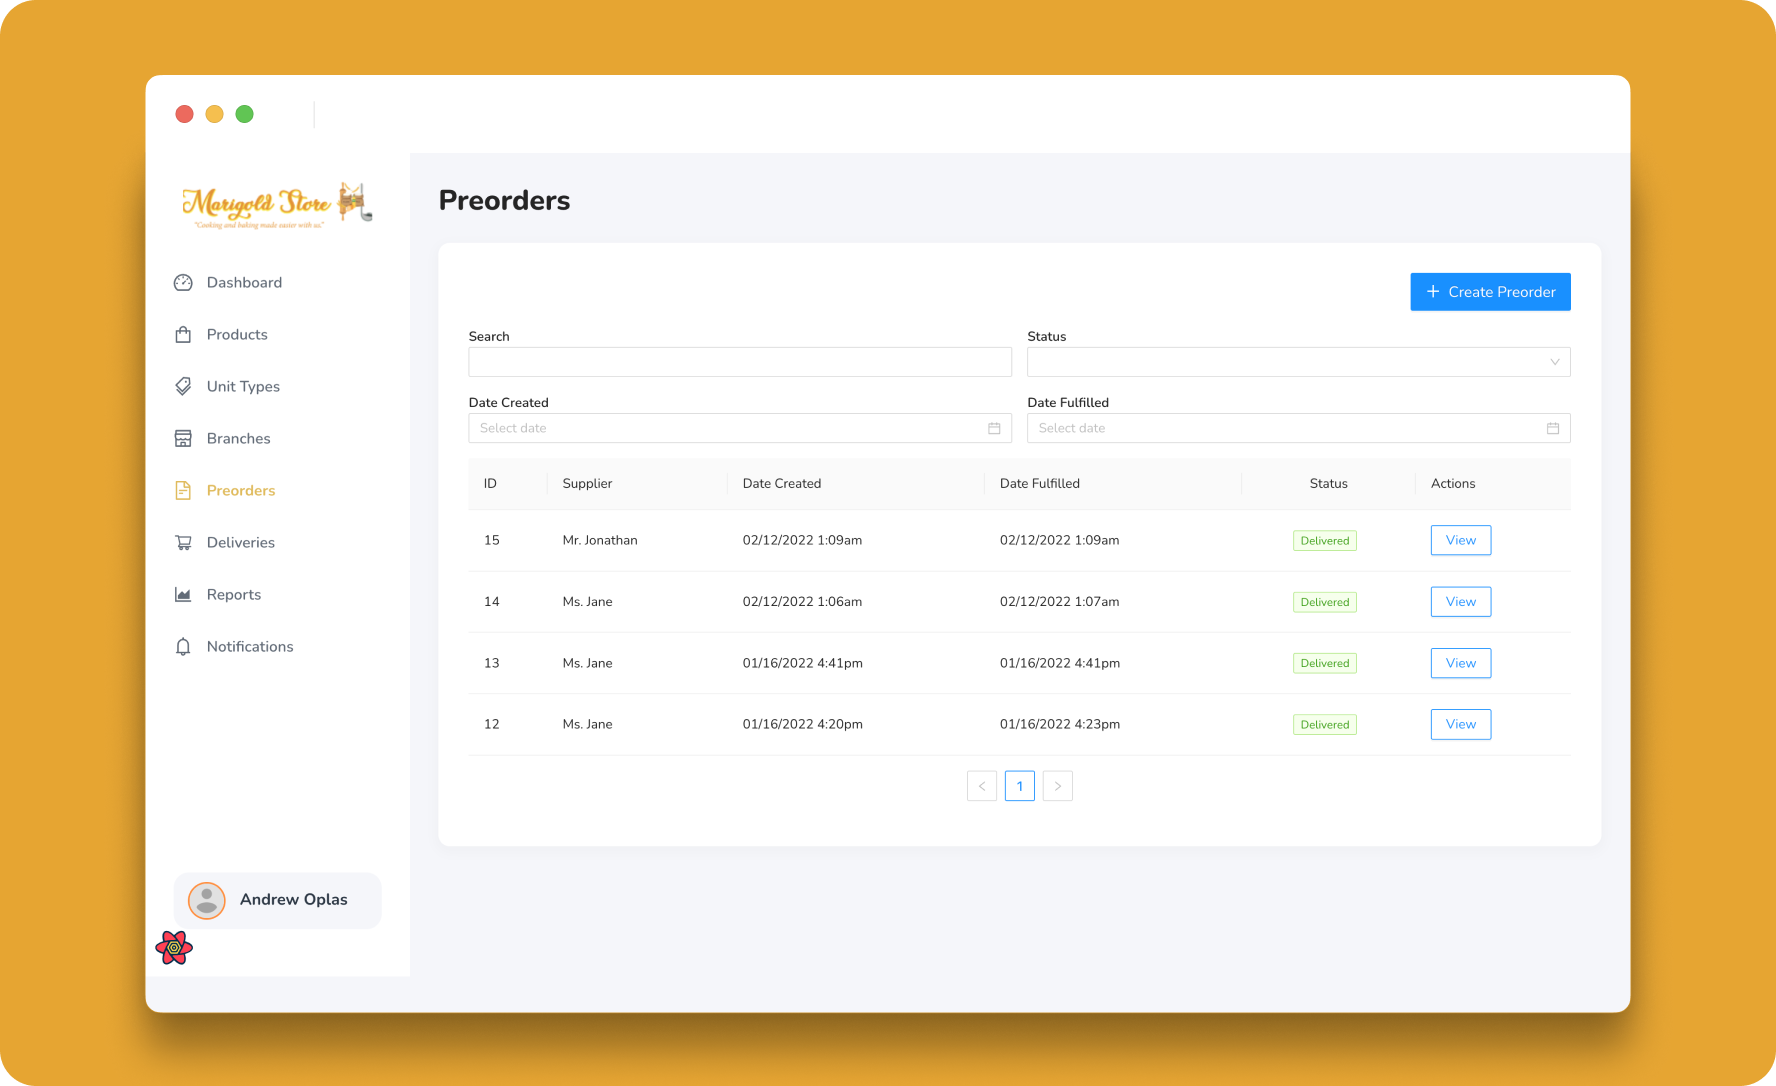 Marigold Store
"Cooking and baking made easier with us."
Dashboard
Products
Unit Types
Branches
Preorders
Deliveries
Reports
Notifications
Andrew Oplas
Preorders
+ Create Preorder
Search Status
Date Created Date Fulfilled
Select date Select date
ID Supplier Date Created Date Fulfilled Status Actions
15 Mr. Jonathan 02/12/2022 1:09am 02/12/2022 1:09am Delivered View
14 Ms. Jane 02/12/2022 1:06am 02/12/2022 1:07am Delivered View
13 Ms. Jane 01/16/2022 4:41pm 01/16/2022 4:41pm Delivered View
12 Ms. Jane 01/16/2022 4:20pm 01/16/2022 4:23pm Delivered View
< 1 >